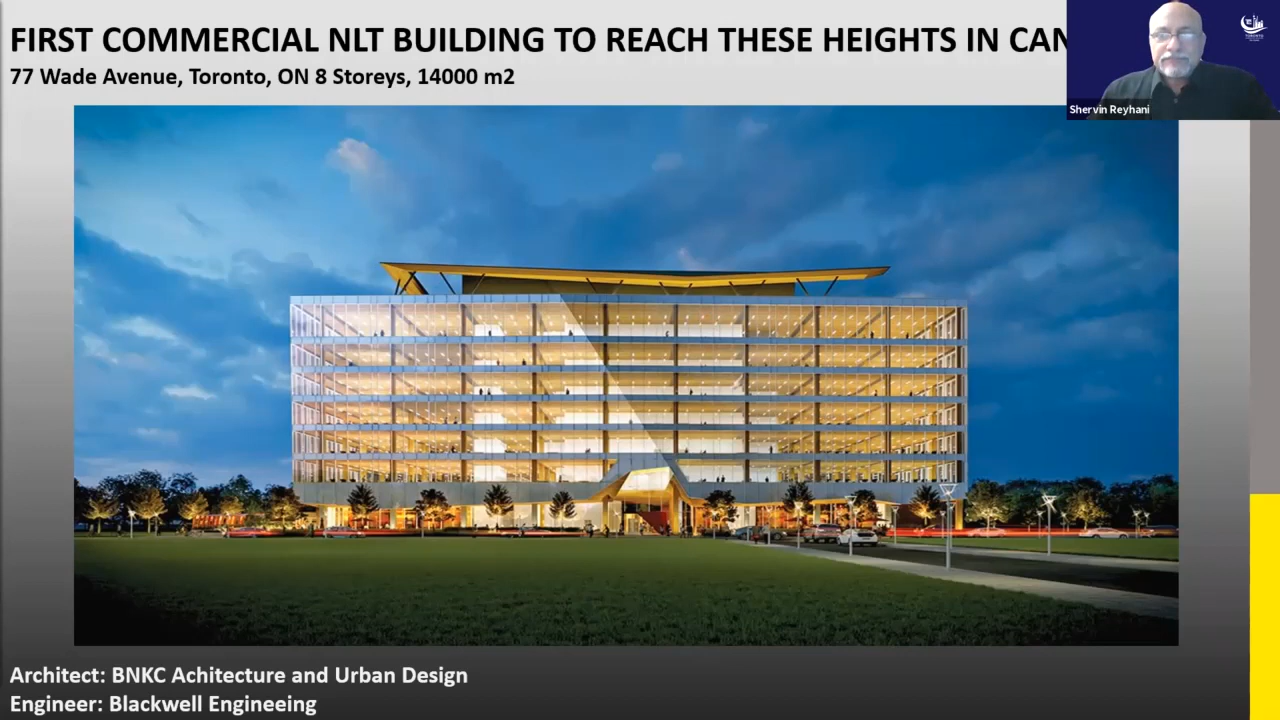 FIRST COMMERCIAL NLT BUILDING TO REACH THESE HEIGHTS IN CAN
77 Wade Avenue, Toronto, ON 8 Storeys, 14000 m2
Shervin Reyhani
Architect: BNKC Achitecture and Urban Design
Engineer: Blackwell Engineeing